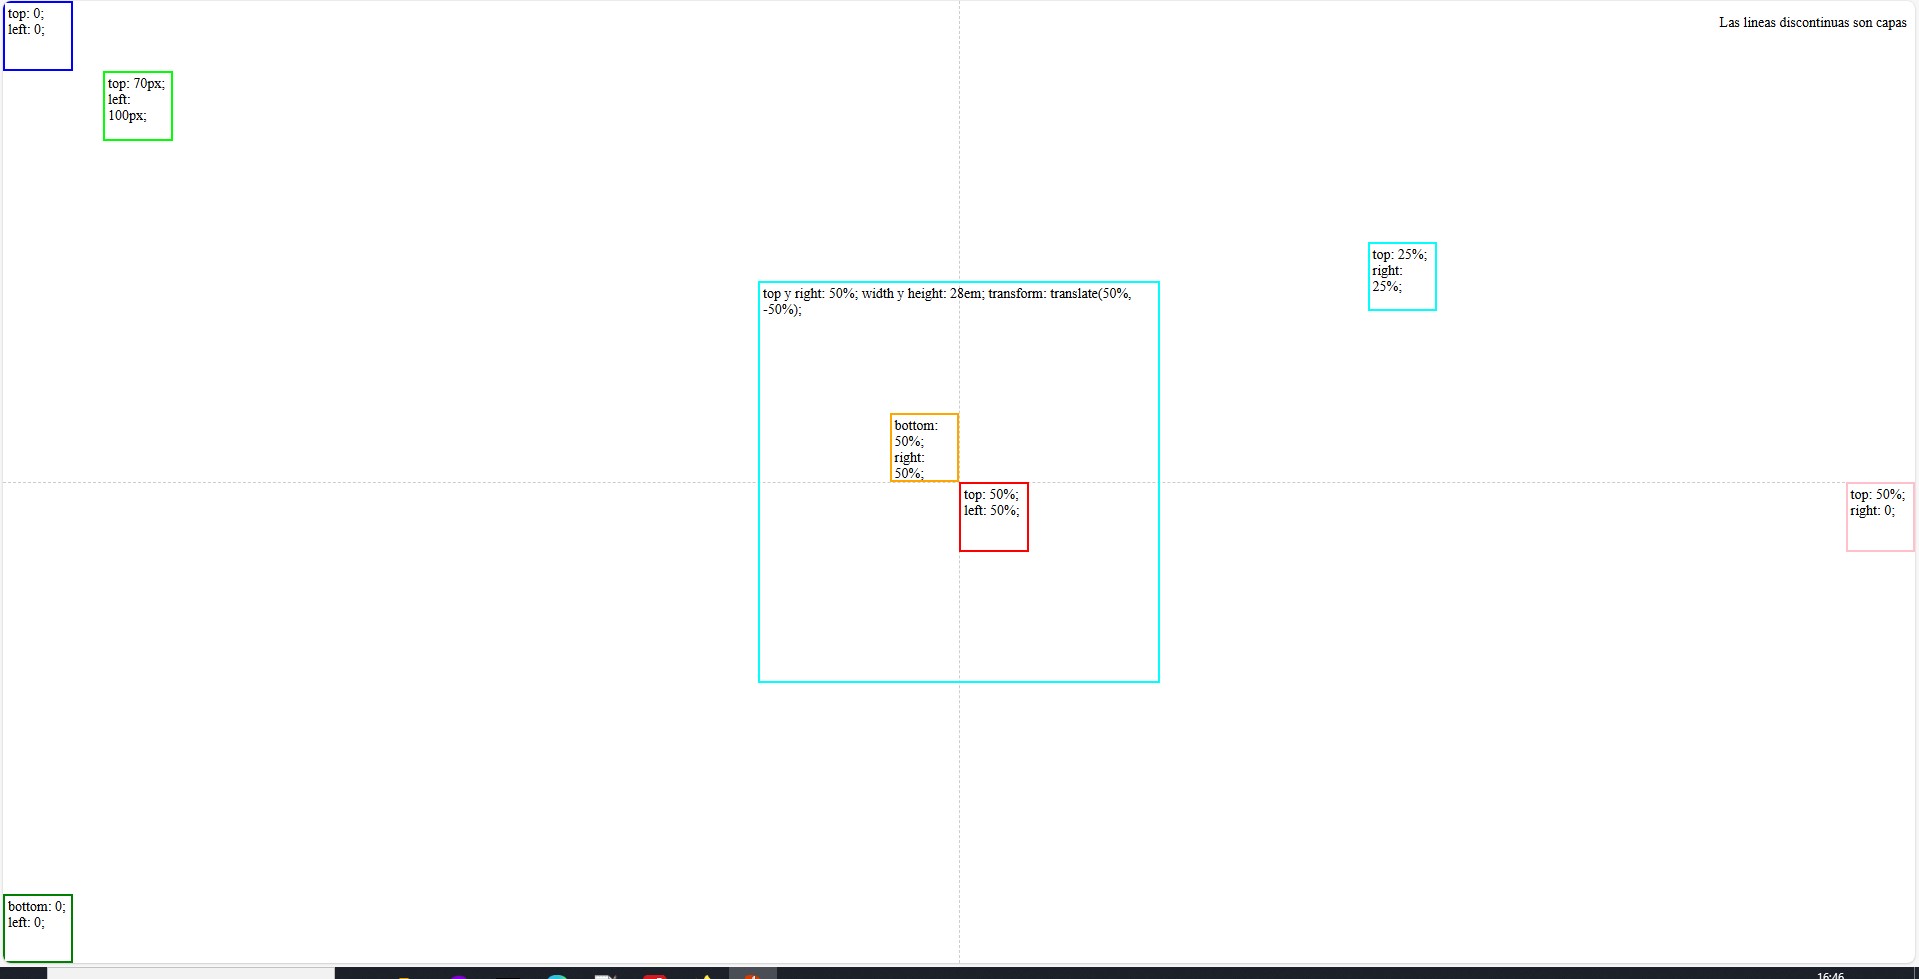 top: 0;
left: 0;
Las lineas discontinuas son capas
top: 70px;
left:
100px;
top: 25%;
right:
25%;
top y right: 50%; width y height: 28em; transform: translate(50%,
-50%);
bottom:
50%;
right:
50%;
top: 50%;
left: 50%;
top: 50%;
right: 0;
bottom: 0;
left: 0;
16:46